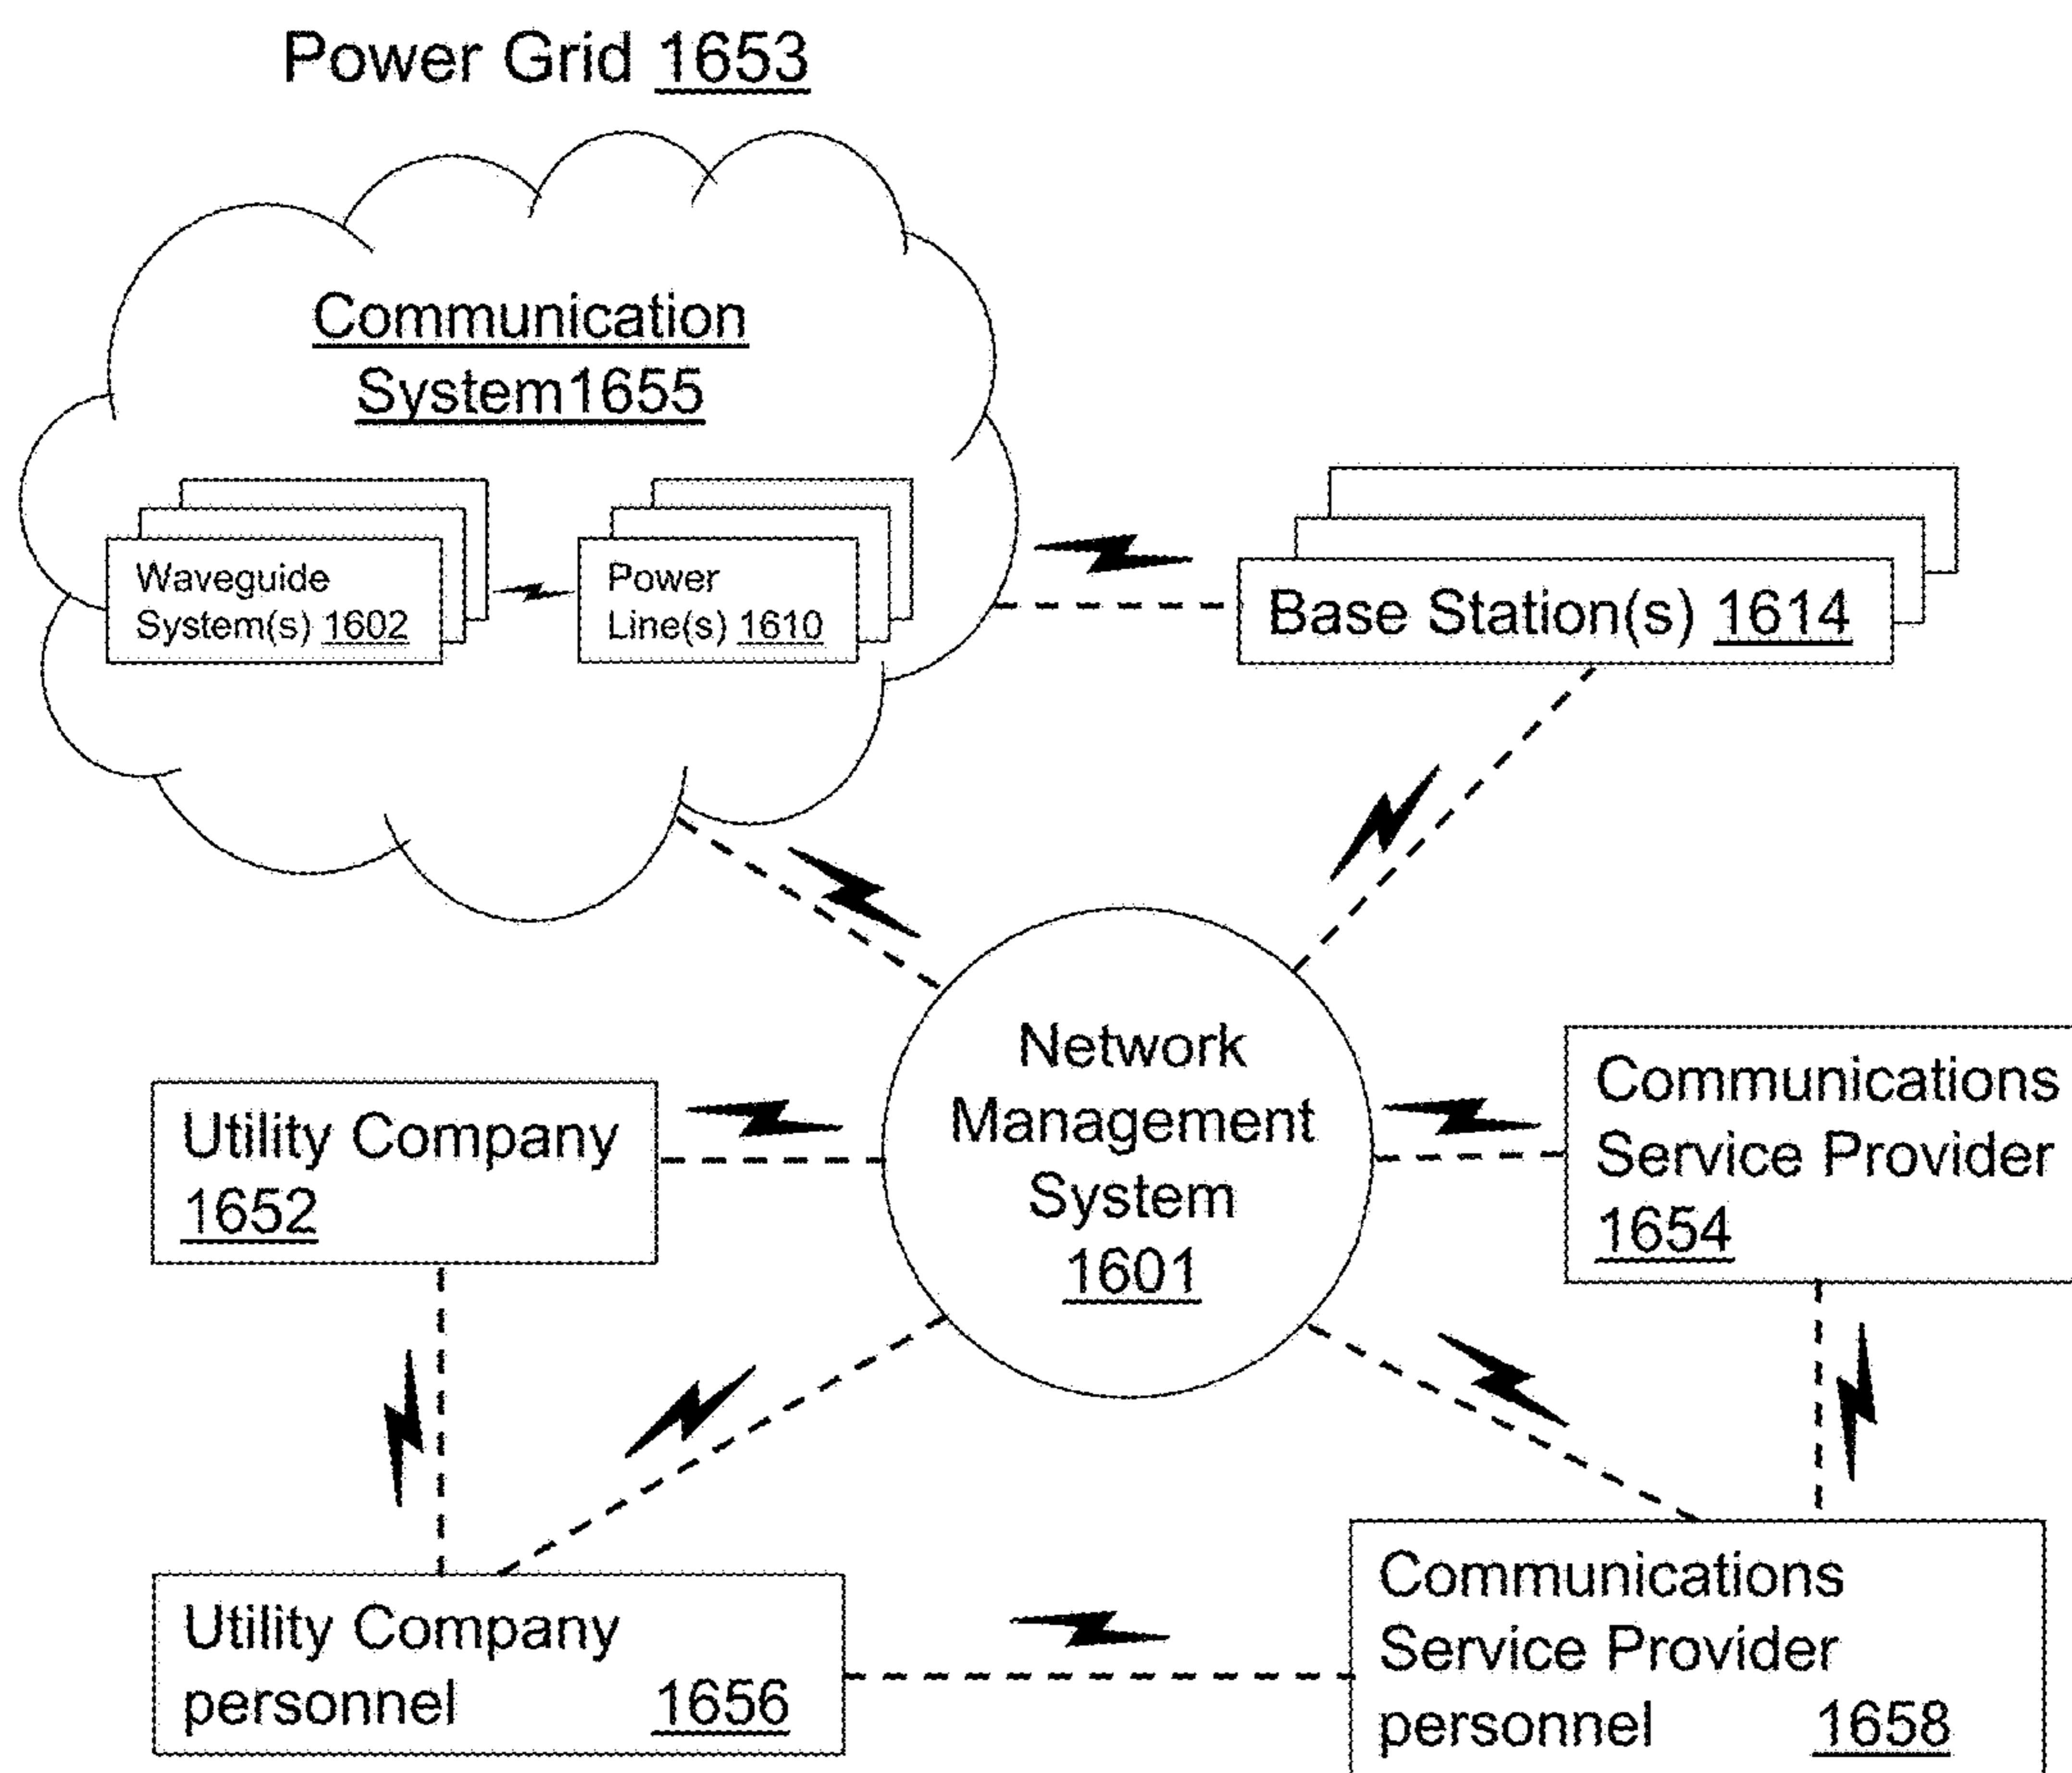 Power Grid 1653
Communication
System1655
Waveguide
System(s) 1602
Power
Line(s) 1610
Base Station(s) 1614
Network
Management
System
1601
Utility Company
1652
Communications
Service Provider
1654
Utility Company
personnel 1656
Communications
Service Provider
personnel 1658